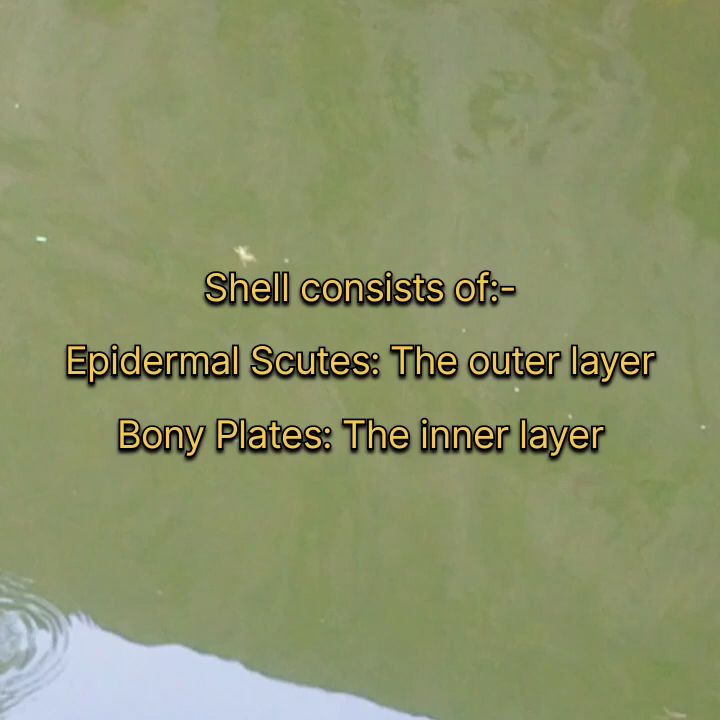 Shell consists of:-
Epidermal Scutes: The outer layer
Bony Plates: The inner layer